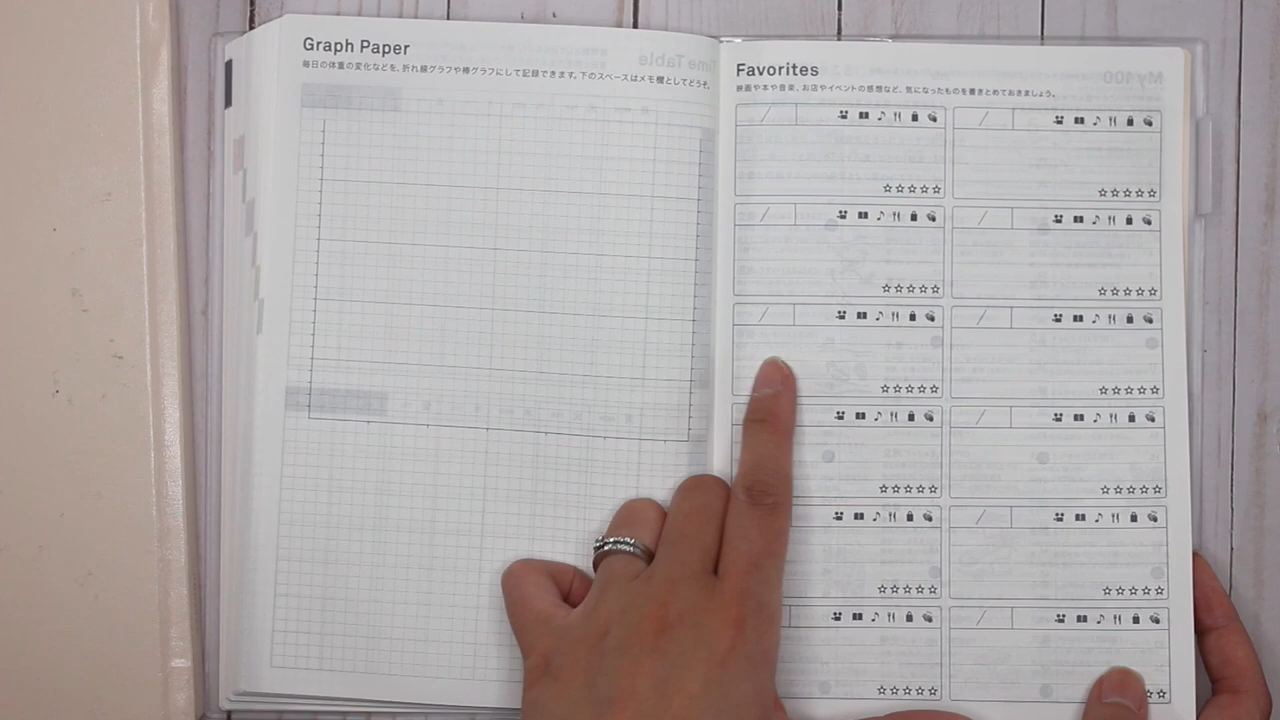 Graph Paper
毎日の体重の変化などを、折れ線グラフや棒グラフにして記録できます。下のスペースはメモ欄としてどうぞ。
Time Table
Favorites
My 100
映画や本や音楽、お店やイベントの感想など、気になったものを書きとめておきましょう。